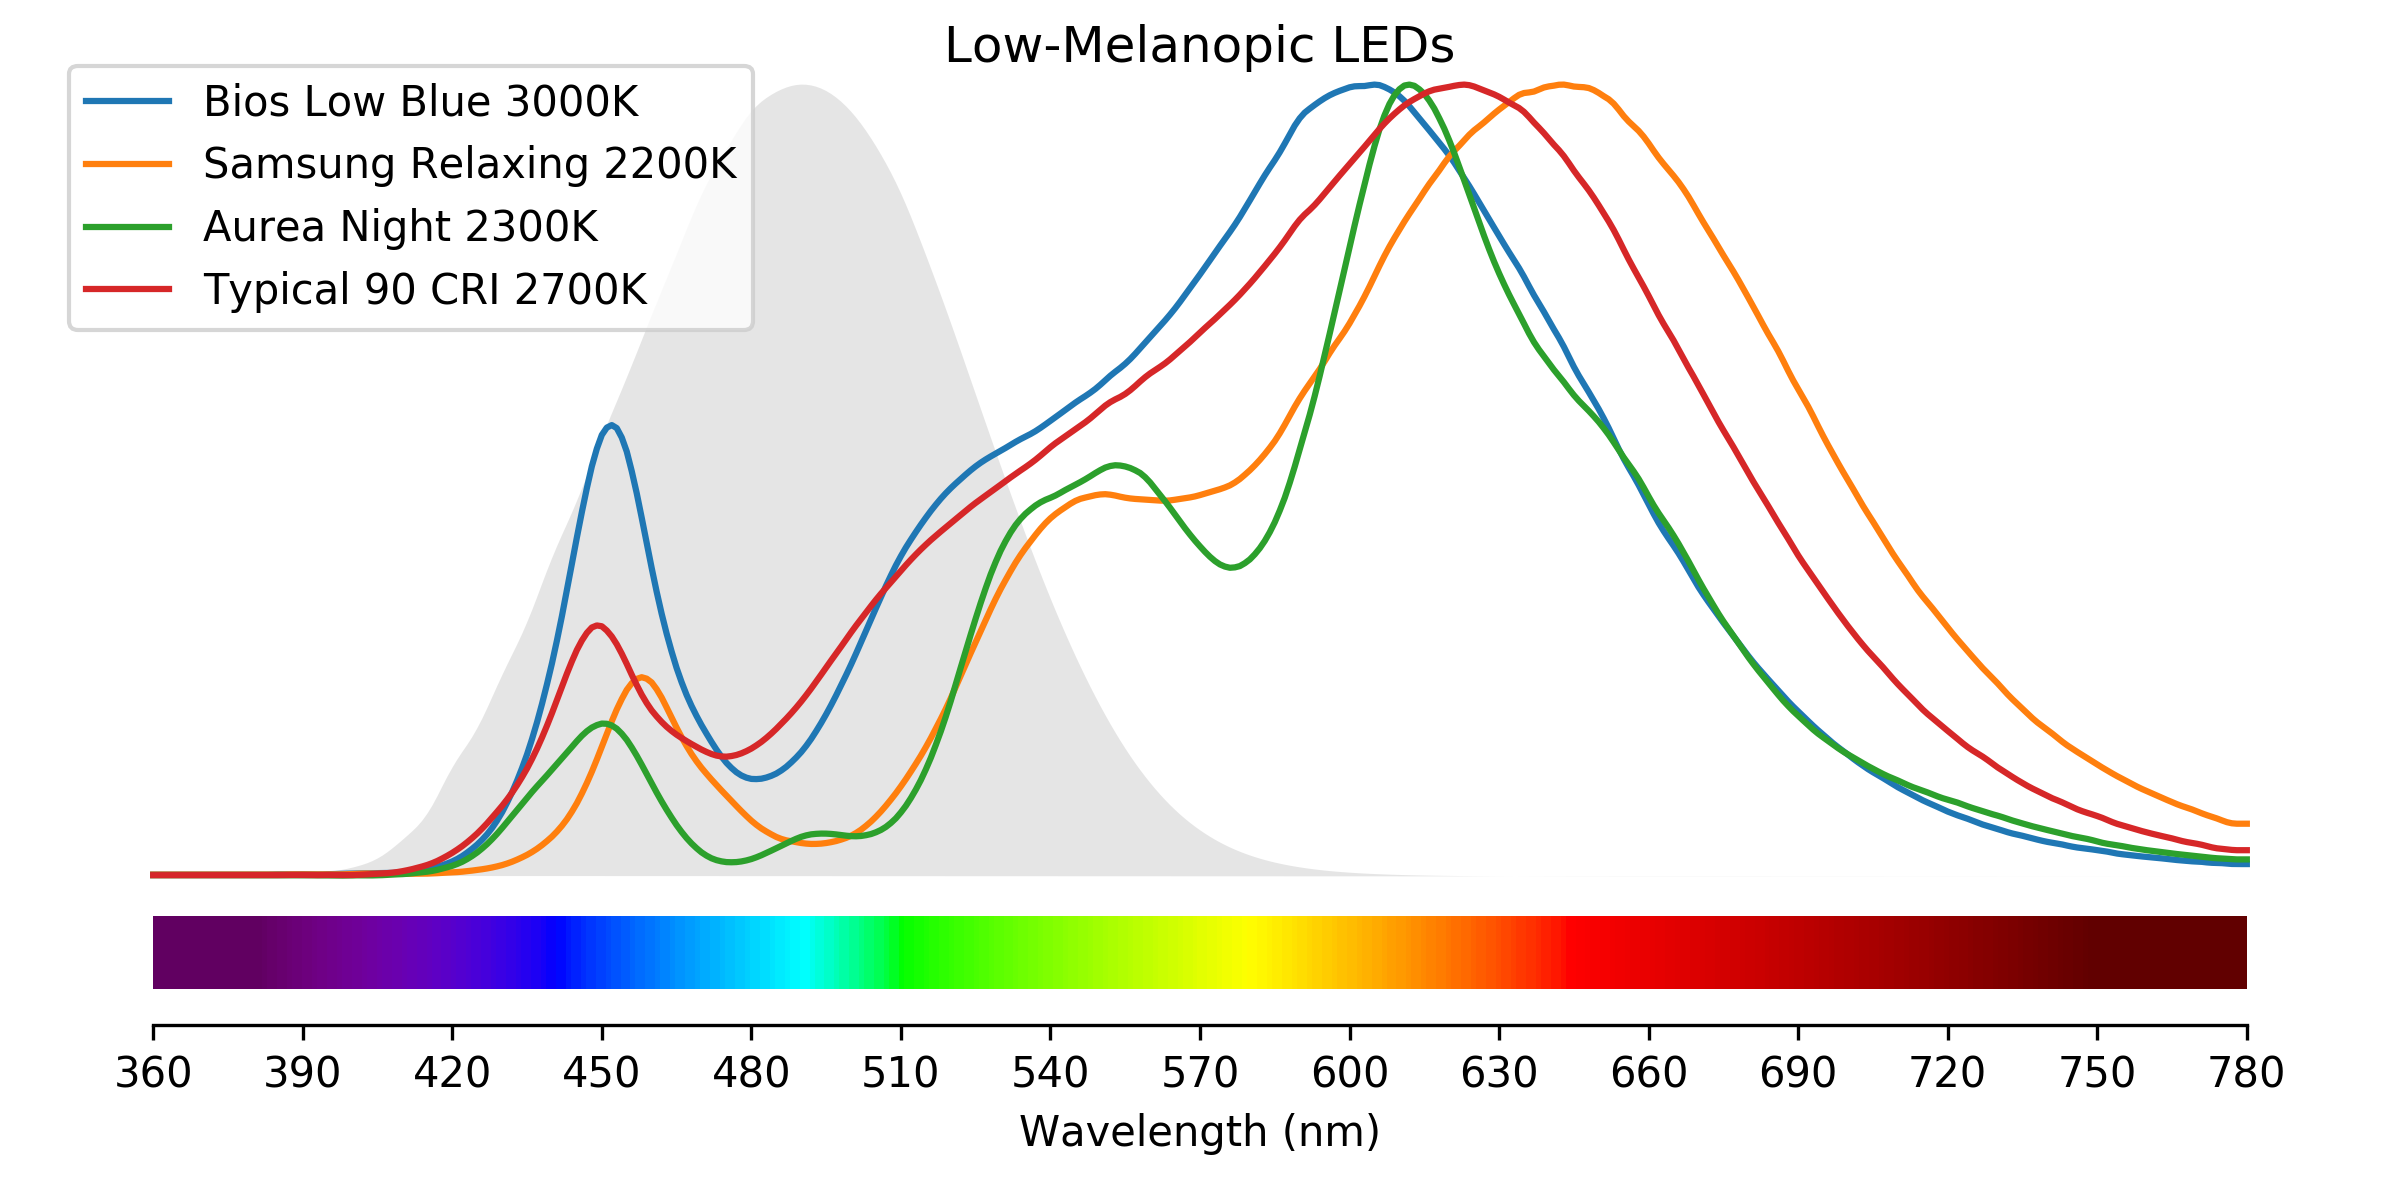 Low-Melanopic LEDs
Bios Low Blue 3000K
Samsung Relaxing 2200K
Aurea Night 2300K
Typical 90 CRI 2700K
360 390 420 450 480 510 540 570 600 630 660 690 720 750 780
Wavelength (nm)